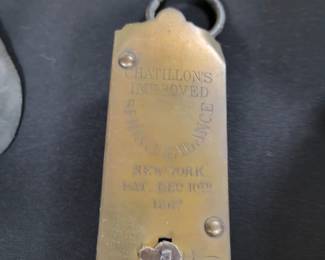 CHATILLON'S
IMPROVED
SPRING BALANCE
NEW YORK
PAT. DEC 10TH
1867